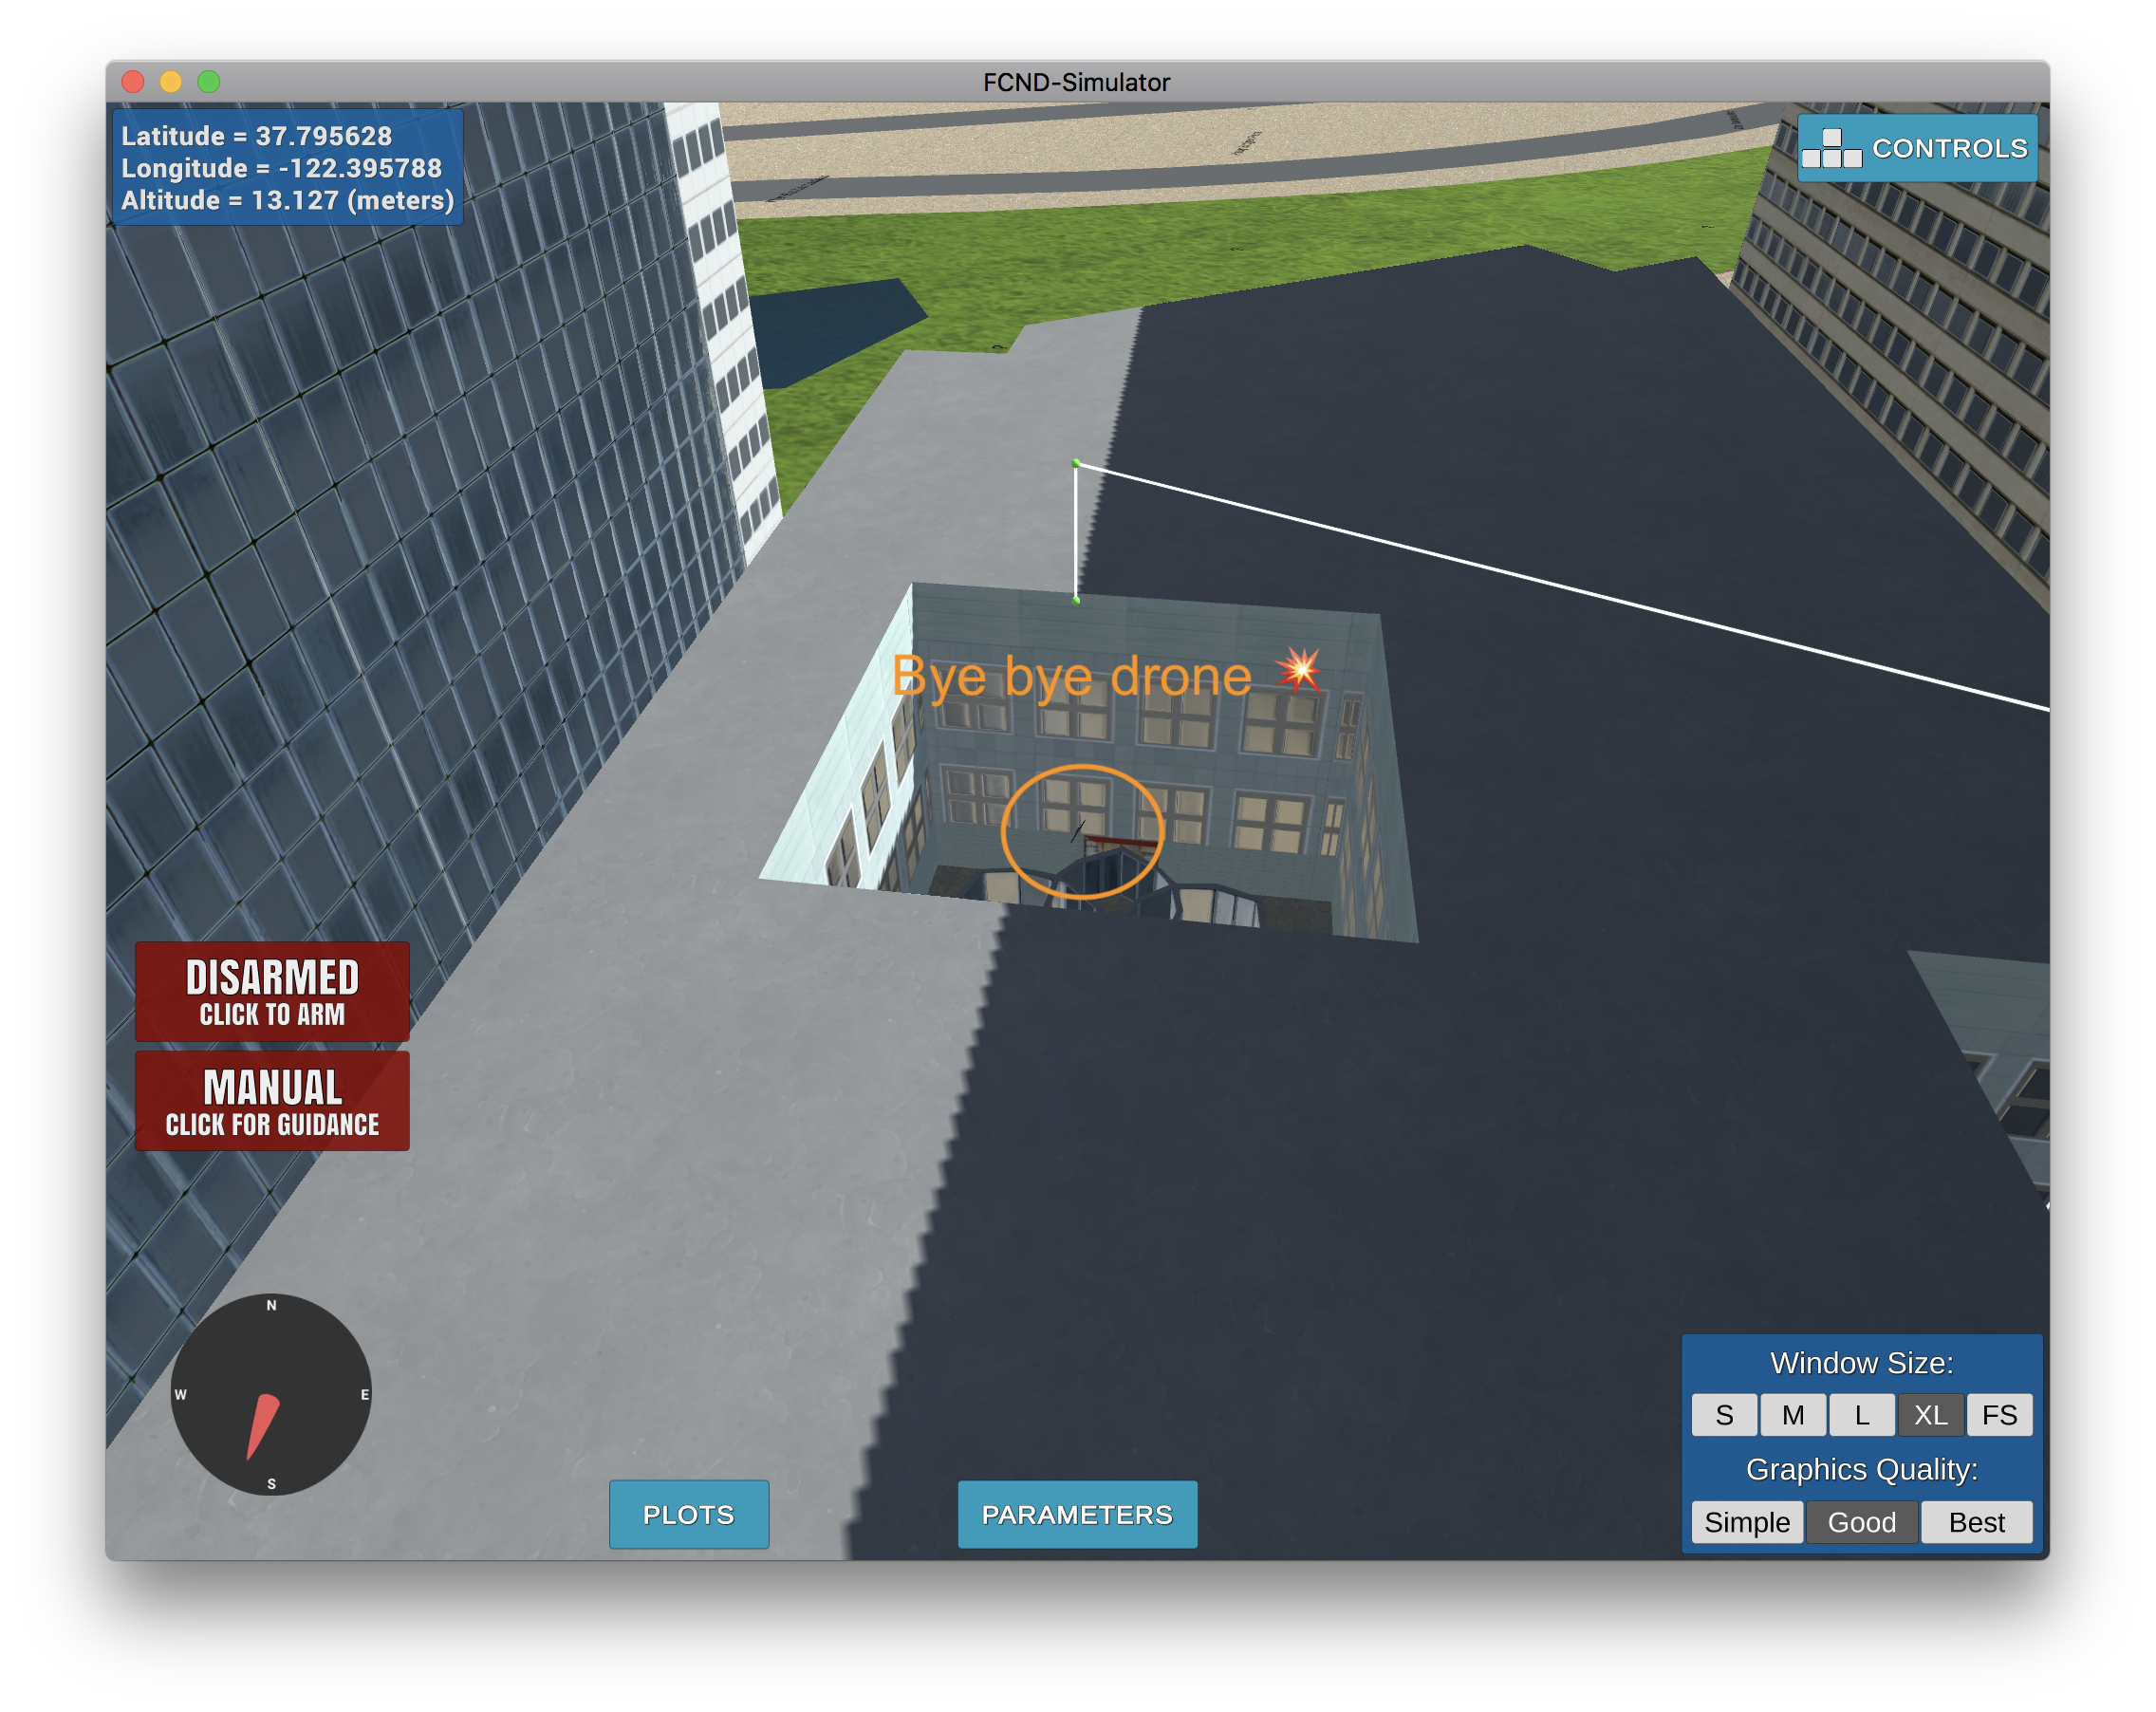 FCND-Simulator
Latitude = 37.795628
Longitude = -122.395788
Altitude = 13.127 (meters)
CONTROLS
Bye bye drone 💥
DISARMED
CLICK TO ARM
MANUAL
CLICK FOR GUIDANCE
N
W E
S
PLOTS
PARAMETERS
Window Size:
S M L XL FS
Graphics Quality:
Simple Good Best